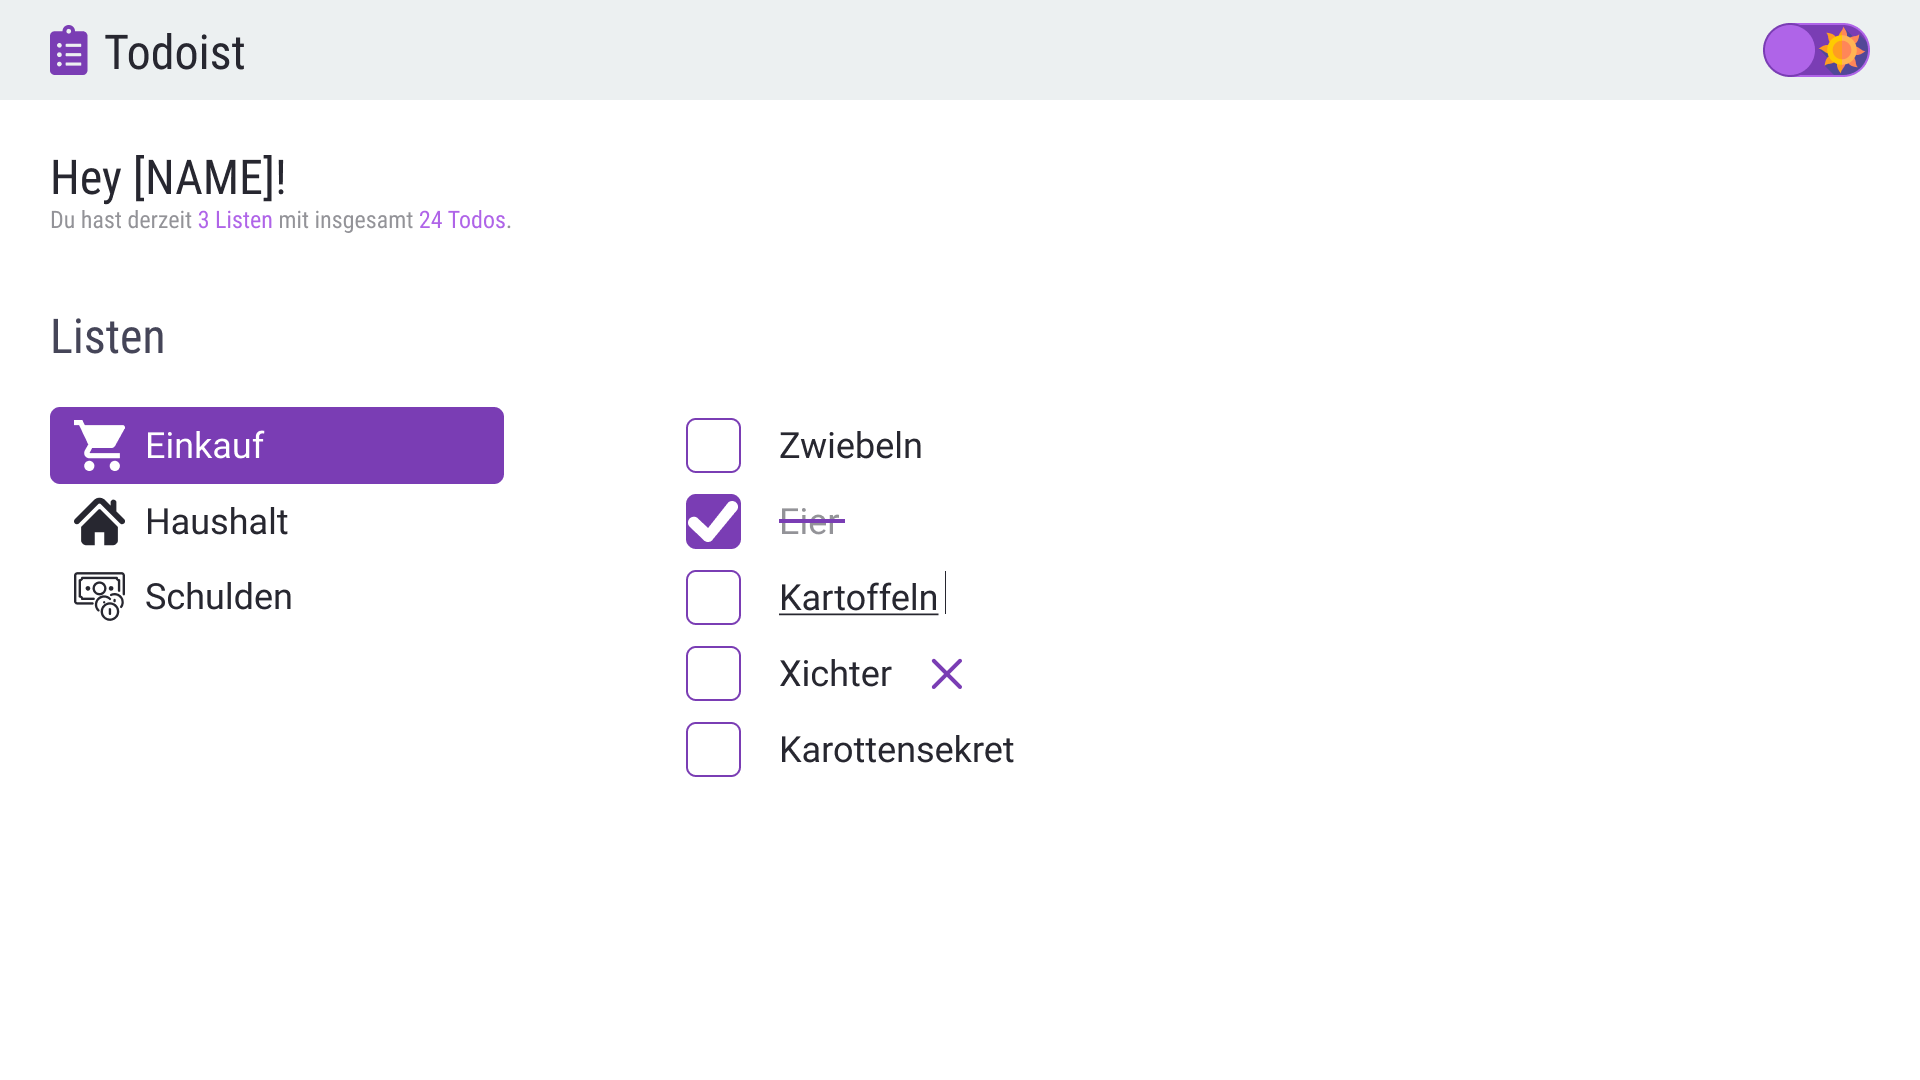 Todoist
Hey [NAME]!
Du hast derzeit 3 Listen mit insgesamt 24 Todos.
Listen
Einkauf
Haushalt
Schulden
Zwiebeln
Eier
Kartoffeln
Xichter
Karottensekret